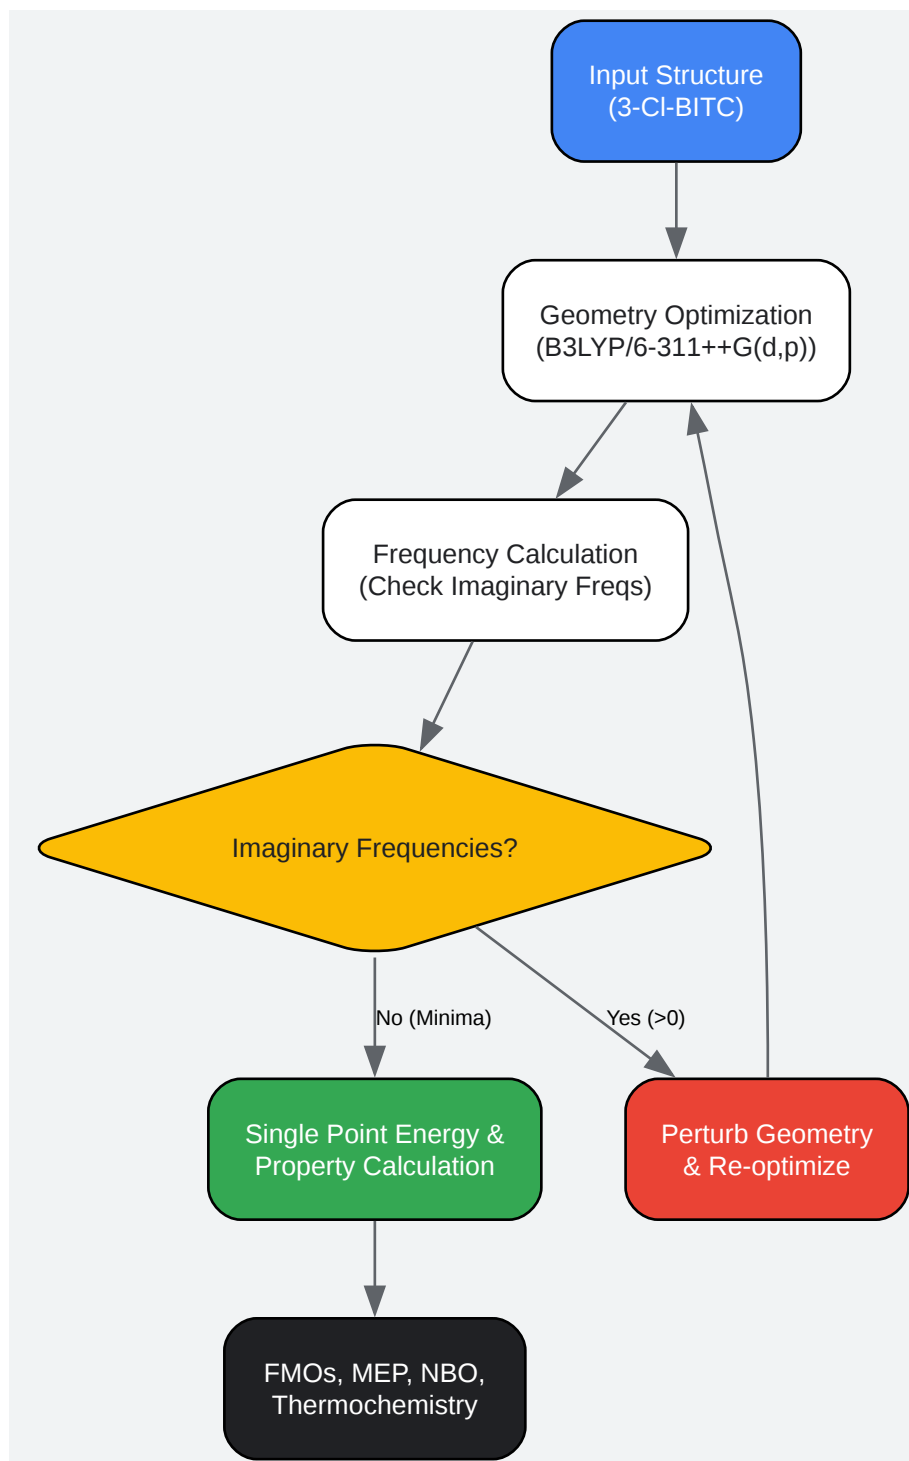 Input Structure
(3-Cl-BITC)
Geometry Optimization
(B3LYP/6-311++G(d,p))
Frequency Calculation
(Check Imaginary Freqs)
Imaginary Frequencies?
No (Minima)
Yes (>0)
Single Point Energy &
Property Calculation
Perturb Geometry
& Re-optimize
FMOs, MEP, NBO,
Thermochemistry